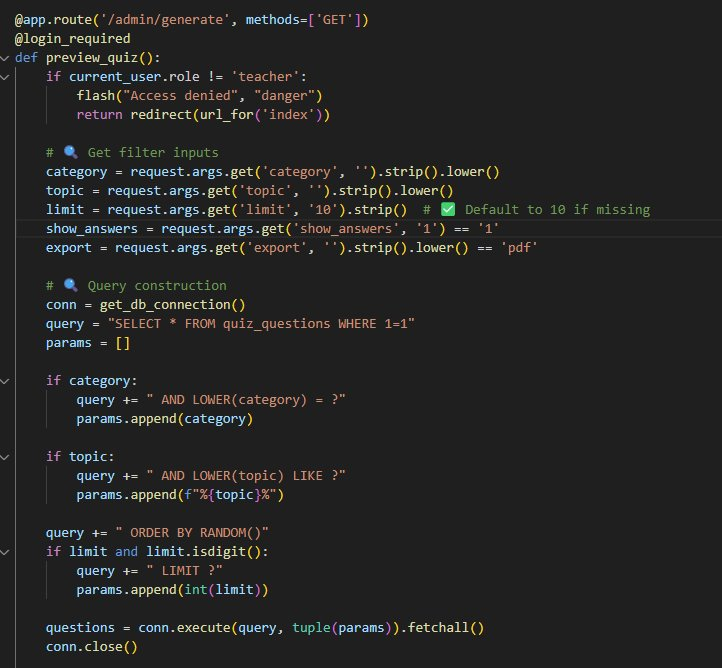 @app.route('/admin/generate', methods=['GET'])
@login_required
def preview_quiz():
    if current_user.role != 'teacher':
        flash("Access denied", "danger")
        return redirect(url_for('index'))

    # 🔍 Get filter inputs
    category = request.args.get('category', '').strip().lower()
    topic = request.args.get('topic', '').strip().lower()
    limit = request.args.get('limit', '10').strip()  # ✅ Default to 10 if missing
    show_answers = request.args.get('show_answers', '1') == '1'
    export = request.args.get('export', '').strip().lower() == 'pdf'

    # 🔍 Query construction
    conn = get_db_connection()
    query = "SELECT * FROM quiz_questions WHERE 1=1"
    params = []

    if category:
        query += " AND LOWER(category) = ?"
        params.append(category)

    if topic:
        query += " AND LOWER(topic) LIKE ?"
        params.append(f"%{topic}%")

    query += " ORDER BY RANDOM()"
    if limit and limit.isdigit():
        query += " LIMIT ?"
        params.append(int(limit))

    questions = conn.execute(query, tuple(params)).fetchall()
    conn.close()